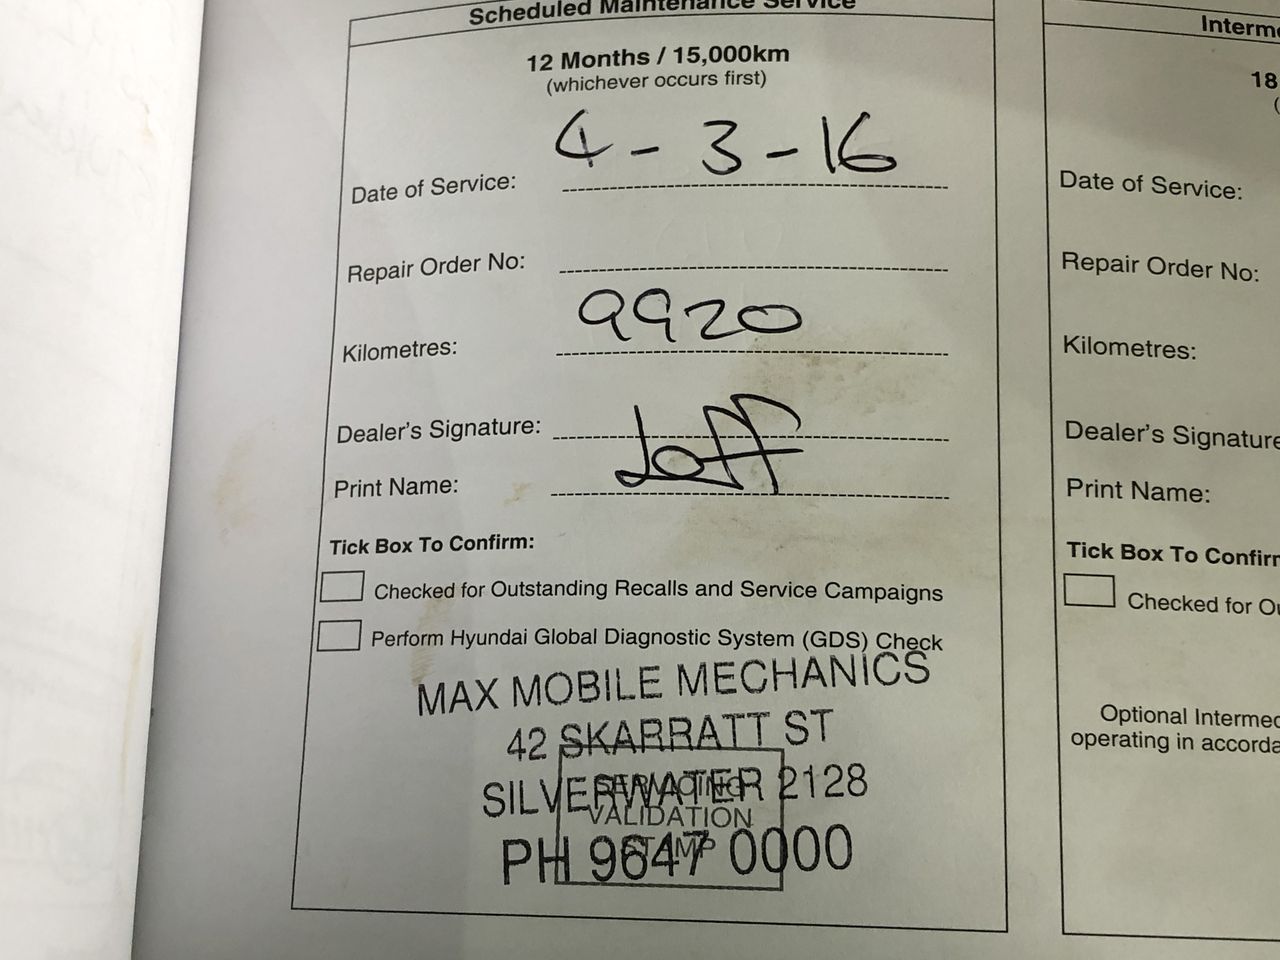 Scheduled Maintenance Service
12 Months / 15,000km
(whichever occurs first)
Date of Service: 4 - 3 - 16
Repair Order No:
Kilometres: 9920
Dealer's Signature:
Print Name:
Tick Box To Confirm:
Checked for Outstanding Recalls and Service Campaigns
Perform Hyundai Global Diagnostic System (GDS) Check
MAX MOBILE MECHANICS
42 SKARRATT ST
SILVERWATER 2128
VALIDATION
STAMP
PH 9647 0000
Interm
18
(
Date of Service:
Repair Order No:
Kilometres:
Dealer's Signature
Print Name:
Tick Box To Confirm
Checked for Ou
Optional Intermed
operating in accorda